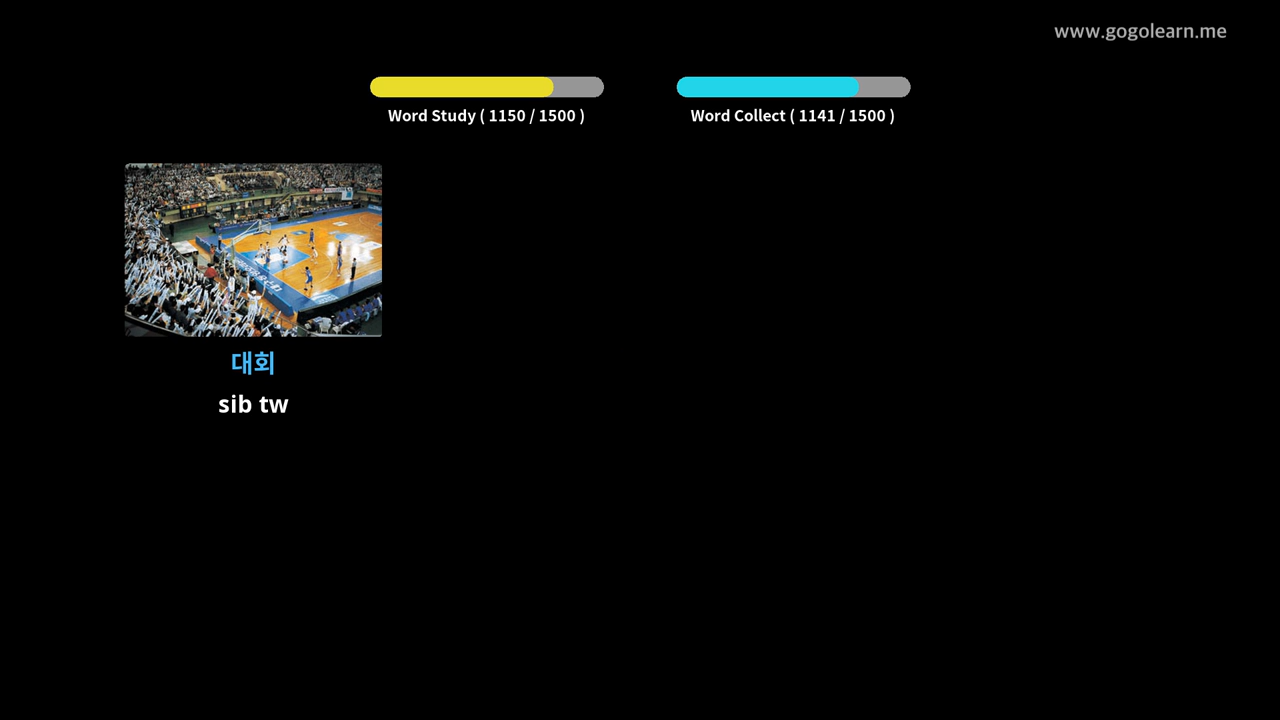 www.gogolearn.me
Word Study ( 1150 / 1500 )
Word Collect ( 1141 / 1500 )
대회
sib tw